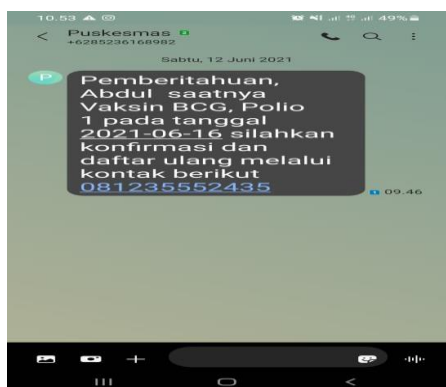 10.53
49%
Puskesmas
+6285236168982
Sabtu, 12 Juni 2021
P
Pemberitahuan,
Abdul saatnya
Vaksin BCG, Polio
1 pada tanggal
2021-06-16 silahkan
konfirmasi dan
daftar ulang melalui
kontak berikut
081235552435
09.46